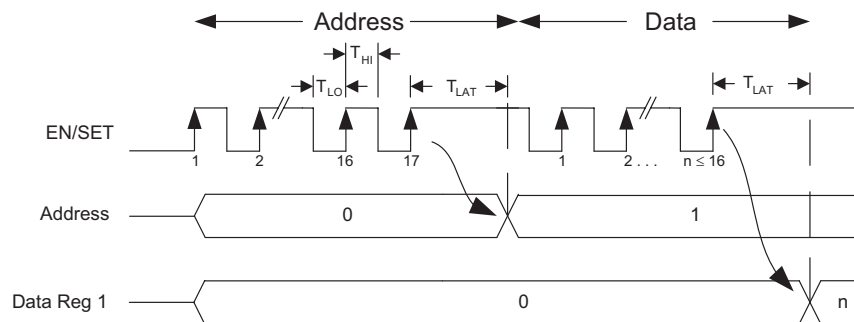 Address Data
T_HI
T_LO T_LAT T_LAT
EN/SET
1 2 16 17 1 2 . . . n ≤ 16
Address 0 1
Data Reg 1 0 n